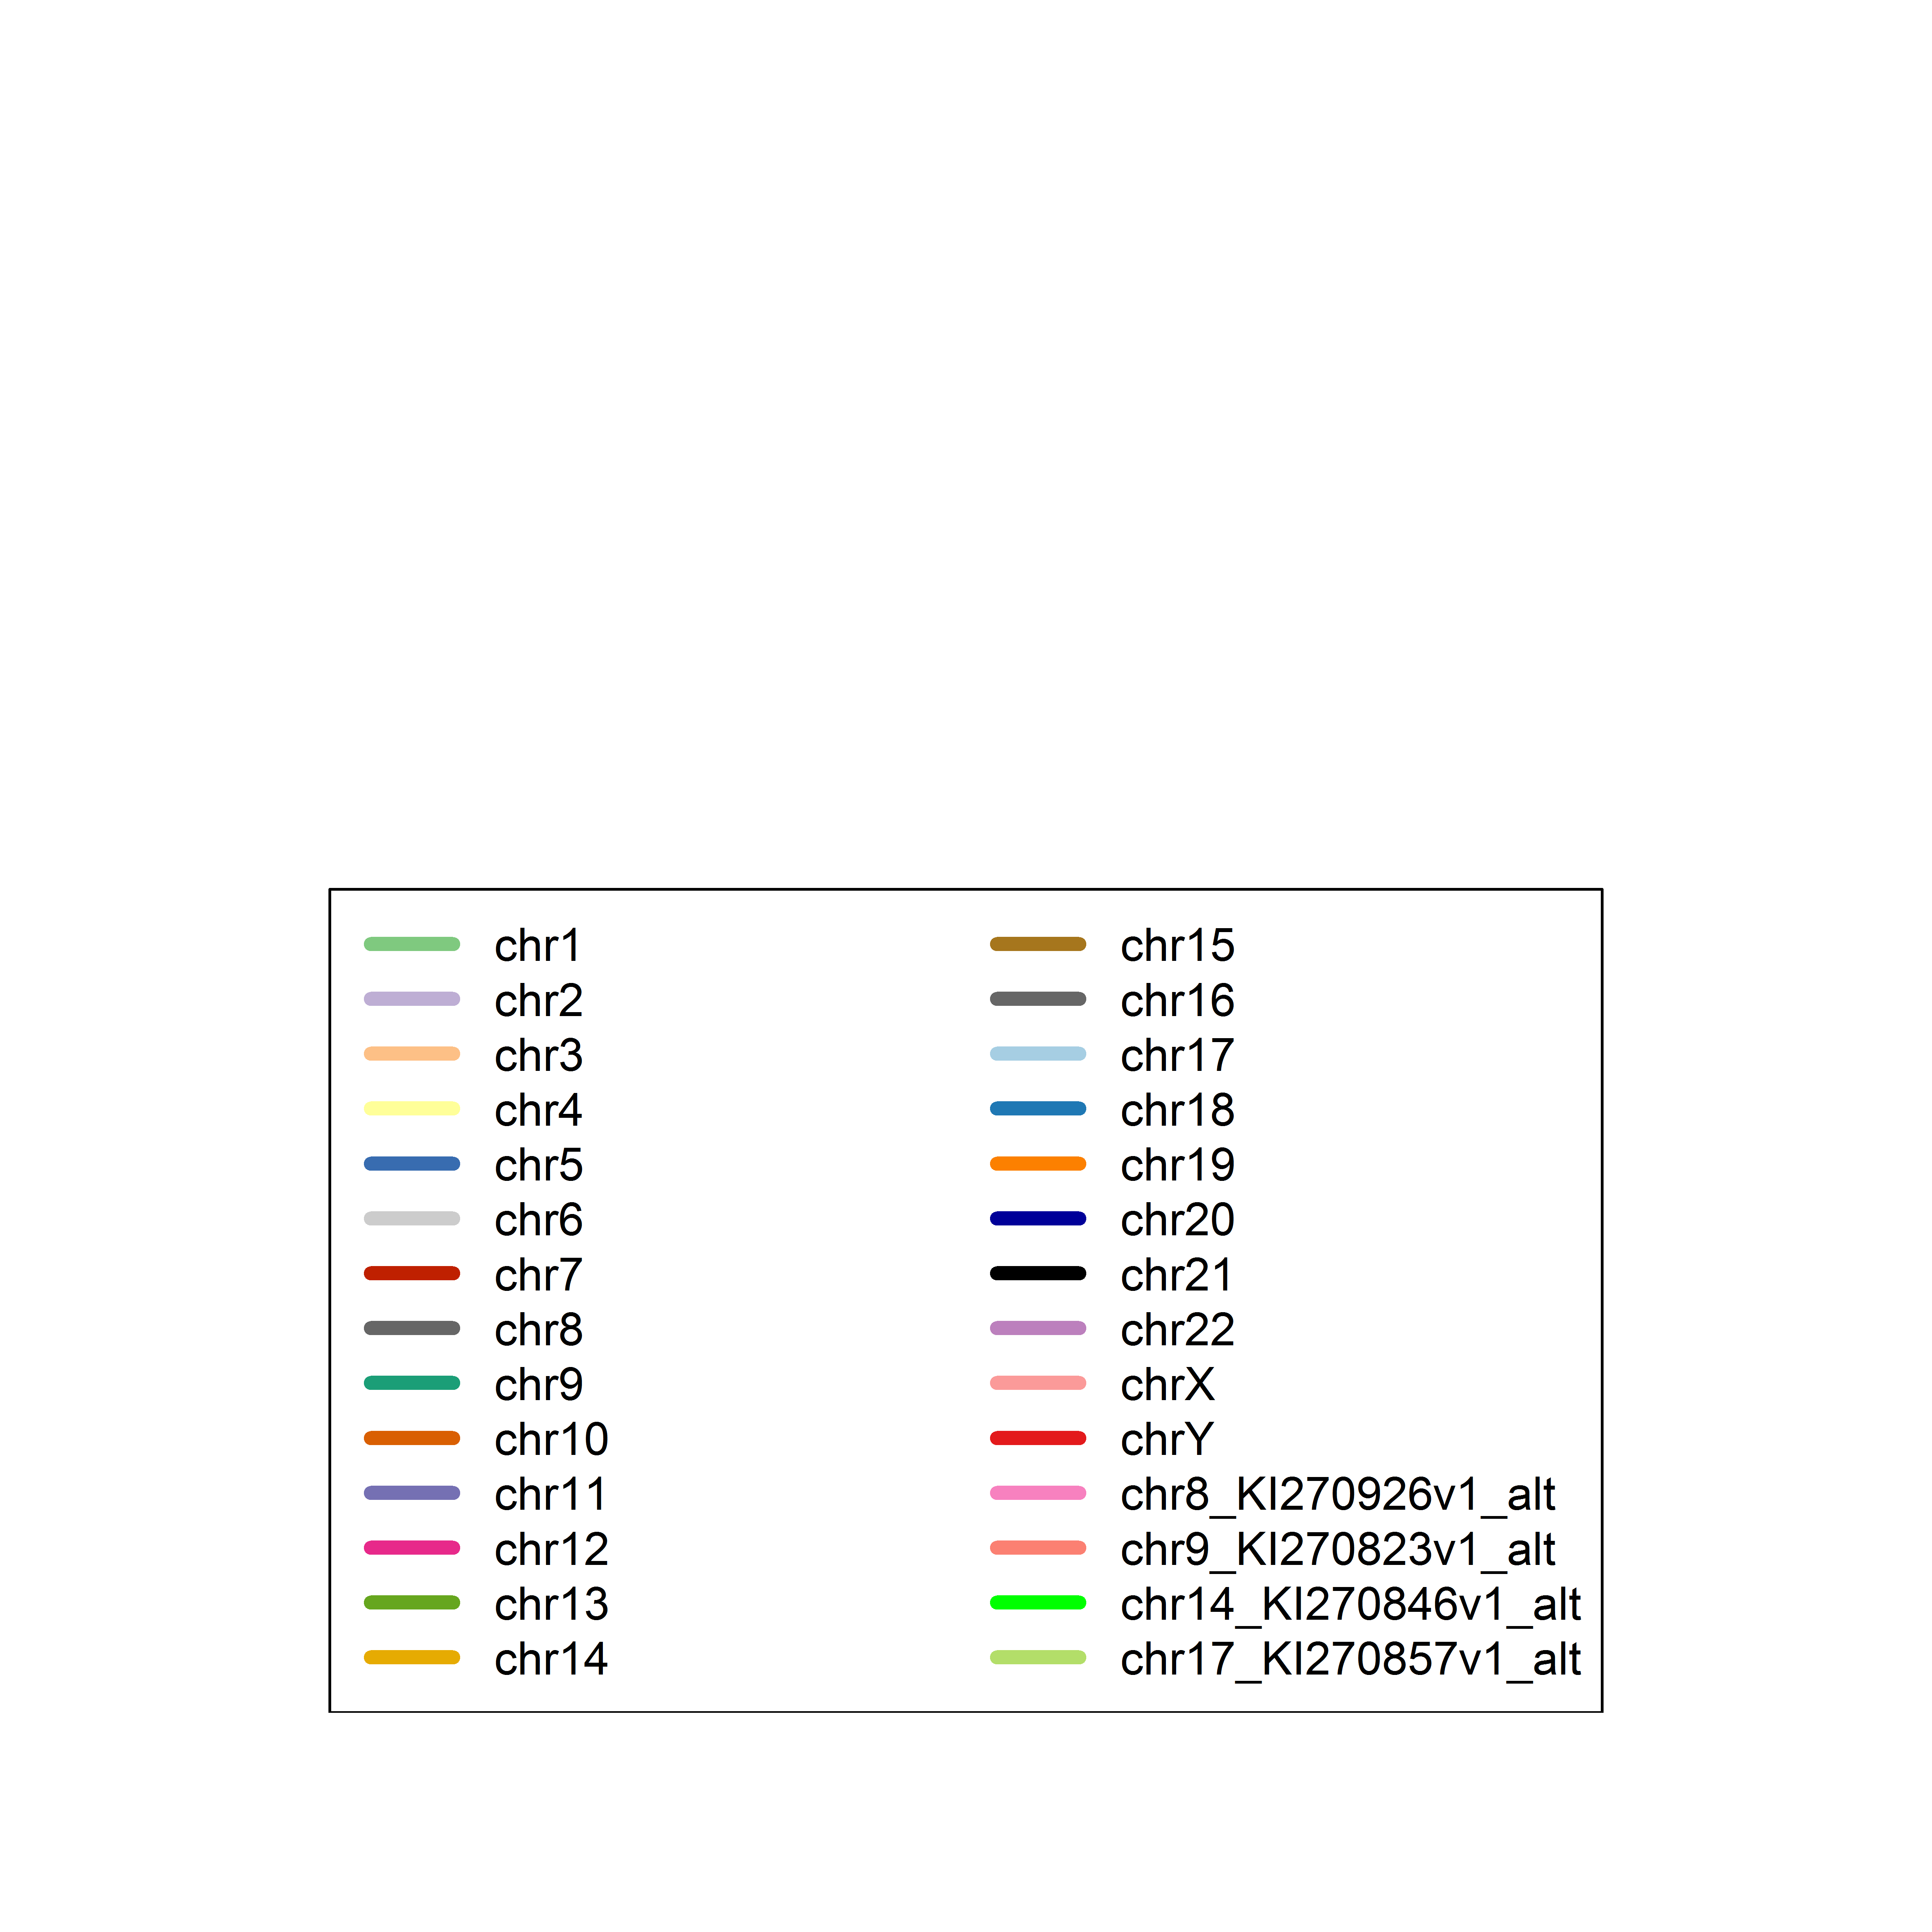 chr1
chr2
chr3
chr4
chr5
chr6
chr7
chr8
chr9
chr10
chr11
chr12
chr13
chr14
chr15
chr16
chr17
chr18
chr19
chr20
chr21
chr22
chrX
chrY
chr8_KI270926v1_alt
chr9_KI270823v1_alt
chr14_KI270846v1_alt
chr17_KI270857v1_alt